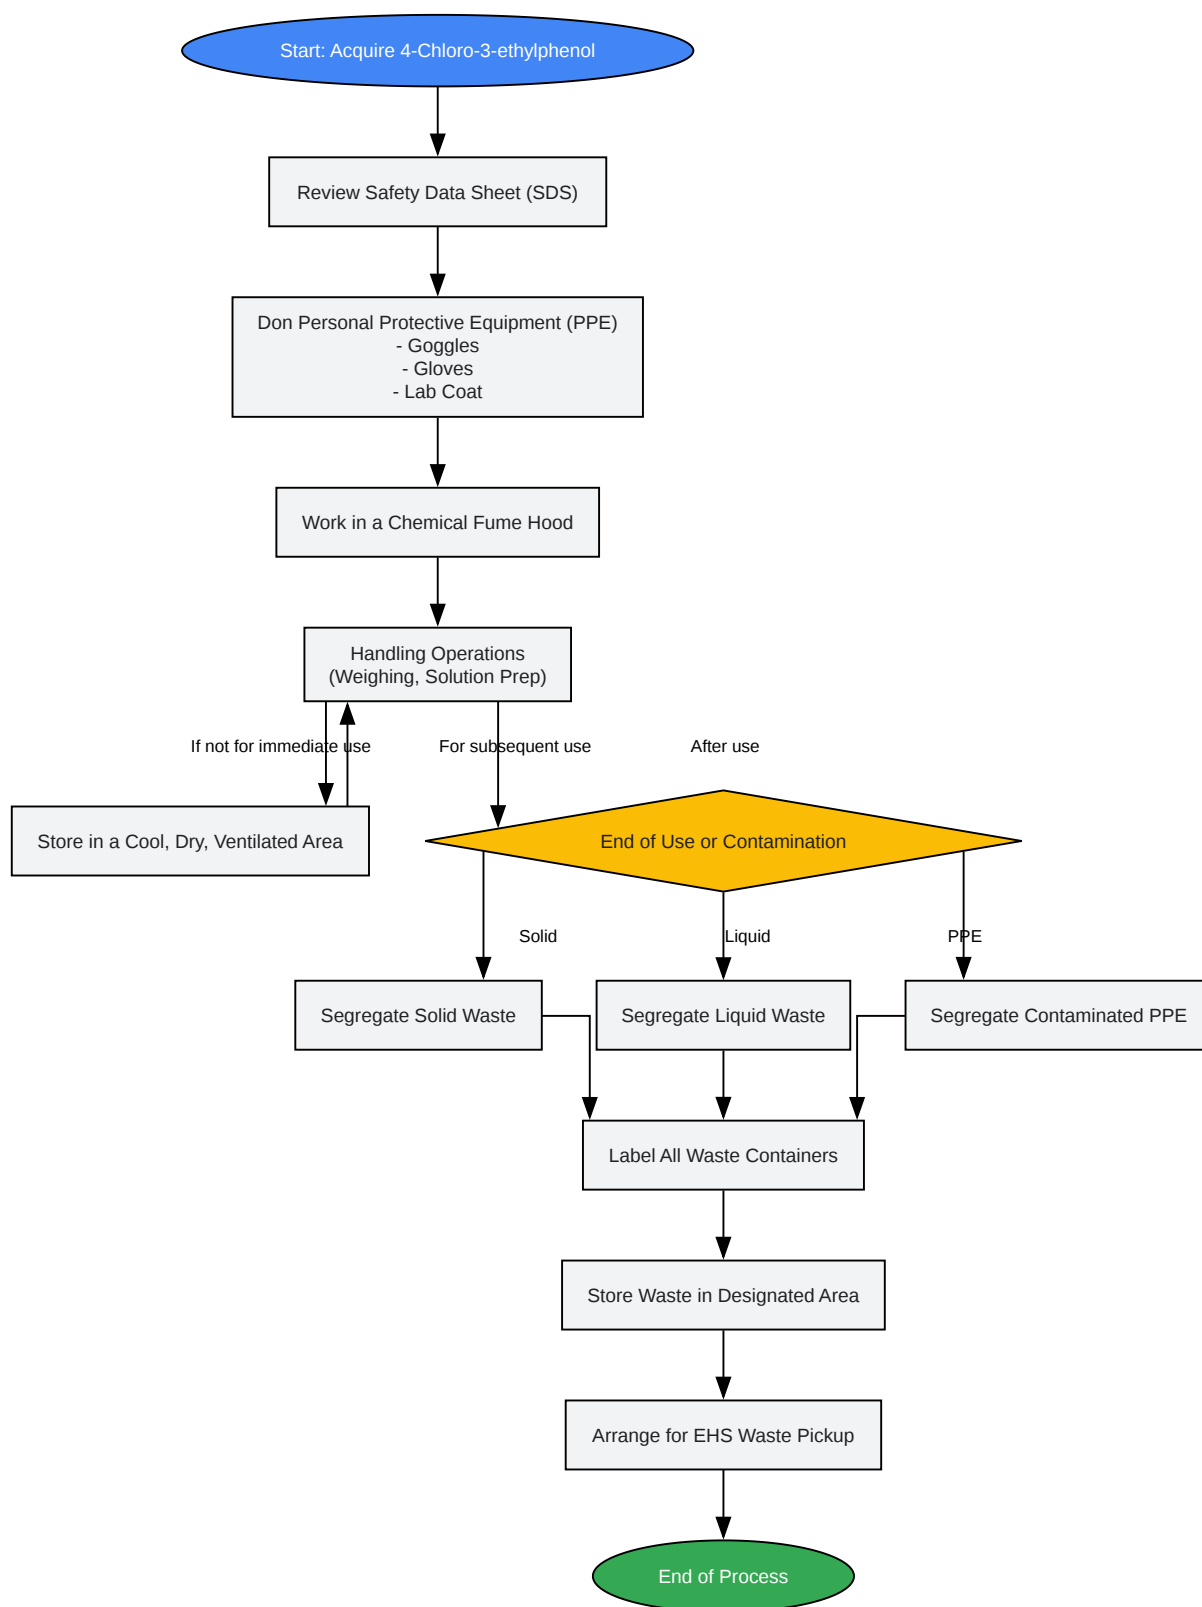 Start: Acquire 4-Chloro-3-ethylphenol
Review Safety Data Sheet (SDS)
Don Personal Protective Equipment (PPE)
- Goggles
- Gloves
- Lab Coat
Work in a Chemical Fume Hood
Handling Operations
(Weighing, Solution Prep)
If not for immediate use
For subsequent use
After use
Store in a Cool, Dry, Ventilated Area
End of Use or Contamination
Solid
Liquid
PPE
Segregate Solid Waste
Segregate Liquid Waste
Segregate Contaminated PPE
Label All Waste Containers
Store Waste in Designated Area
Arrange for EHS Waste Pickup
End of Process